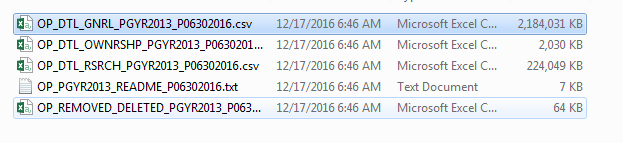 OP_DTL_GNRL_PGYR2013_P06302016.csv 12/17/2016 6:46 AM Microsoft Excel C... 2,184,031 KB
OP_DTL_OWNRSHP_PGYR2013_P0630201... 12/17/2016 6:46 AM Microsoft Excel C... 2,030 KB
OP_DTL_RSRCH_PGYR2013_P06302016.csv 12/17/2016 6:46 AM Microsoft Excel C... 224,049 KB
OP_PGYR2013_README_P06302016.txt 12/17/2016 6:46 AM Text Document 7 KB
OP_REMOVED_DELETED_PGYR2013_P063... 12/17/2016 6:46 AM Microsoft Excel C... 64 KB